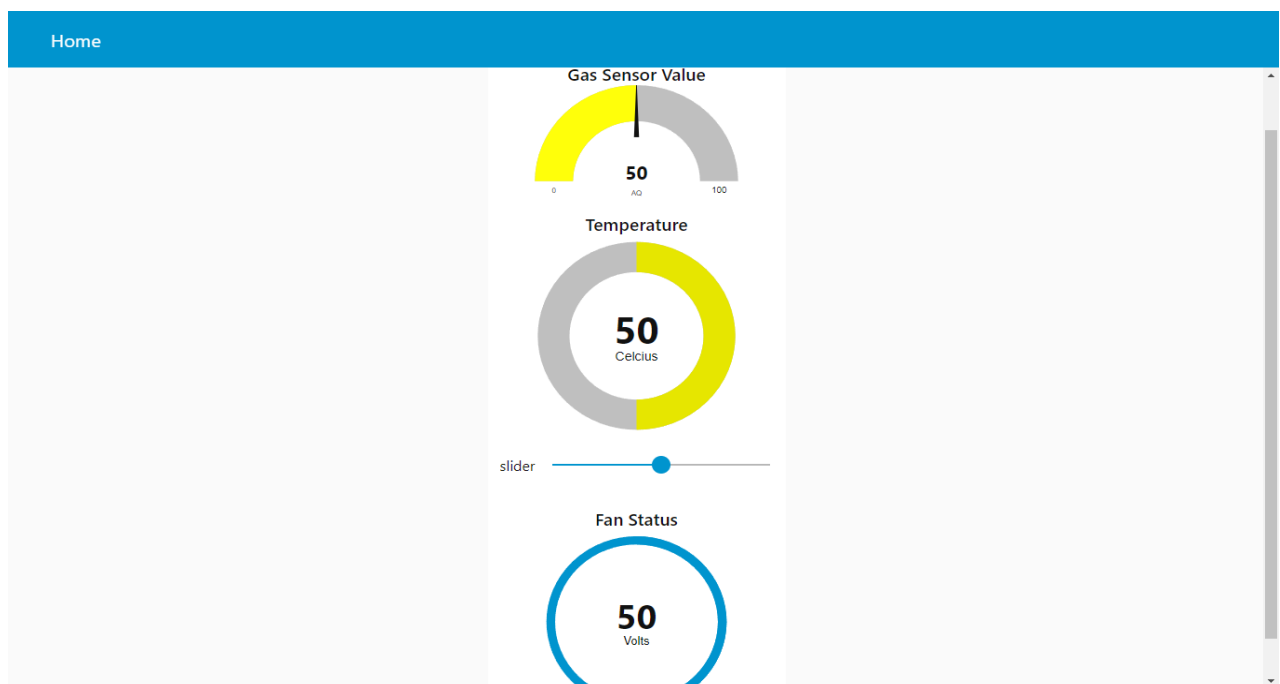 Home
Gas Sensor Value
50
0 AQ 100
Temperature
50
Celcius
slider
Fan Status
50
Volts